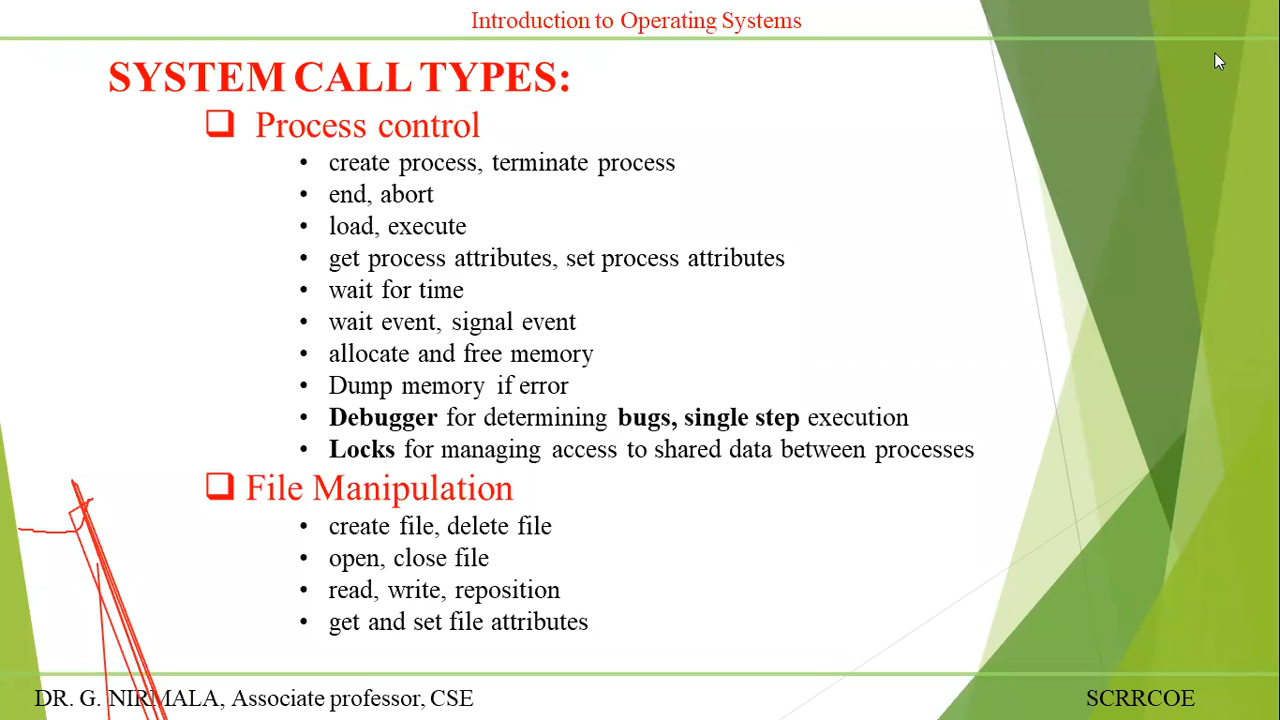 Introduction to Operating Systems
SYSTEM CALL TYPES:
❑ Process control
• create process, terminate process
• end, abort
• load, execute
• get process attributes, set process attributes
• wait for time
• wait event, signal event
• allocate and free memory
• Dump memory if error
• Debugger for determining bugs, single step execution
• Locks for managing access to shared data between processes
❑ File Manipulation
• create file, delete file
• open, close file
• read, write, reposition
• get and set file attributes
DR. G. NIRMALA, Associate professor, CSE
SCRRCOE